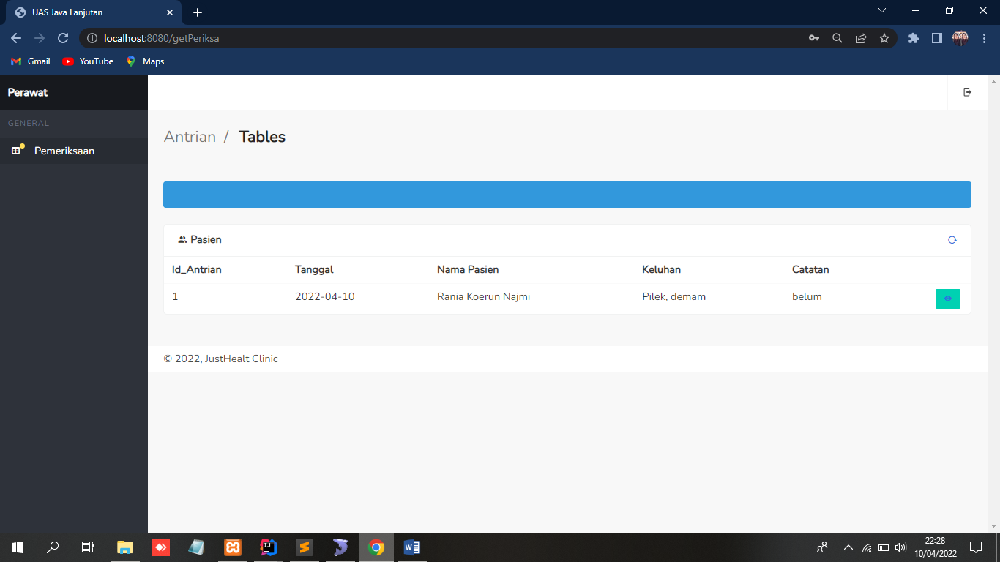 UAS Java Lanjutan
localhost:8080/getPeriksa
Gmail YouTube Maps
Perawat
GENERAL
Pemeriksaan
Antrian / Tables
Pasien
Id_Antrian Tanggal Nama Pasien Keluhan Catatan
1 2022-04-10 Rania Koerun Najmi Pilek, demam belum
© 2022, JustHealt Clinic
22:28
10/04/2022